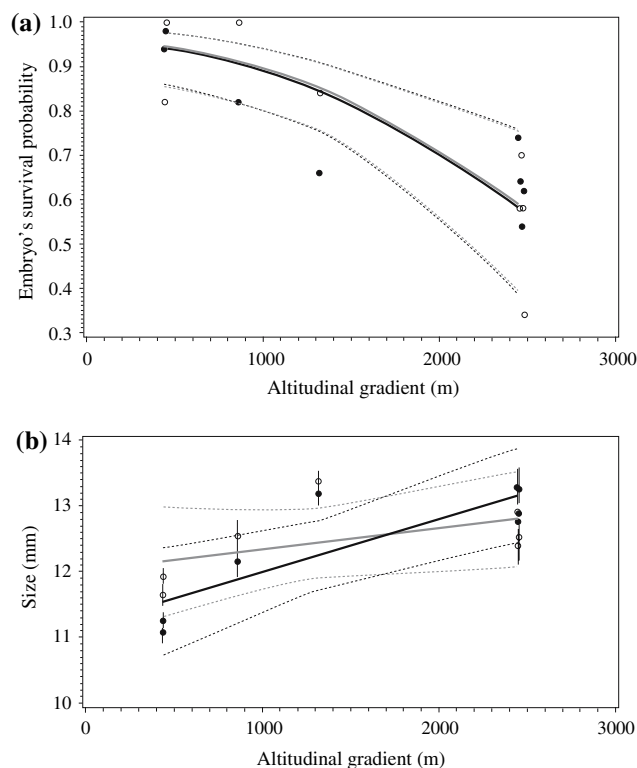 (a)
1.0
0.9
0.8
0.7
0.6
0.5
0.4
0.3
Embryo's survival probability
0 1000 2000 3000
Altitudinal gradient (m)
(b)
14
13
12
11
10
Size (mm)
0 1000 2000 3000
Altitudinal gradient (m)